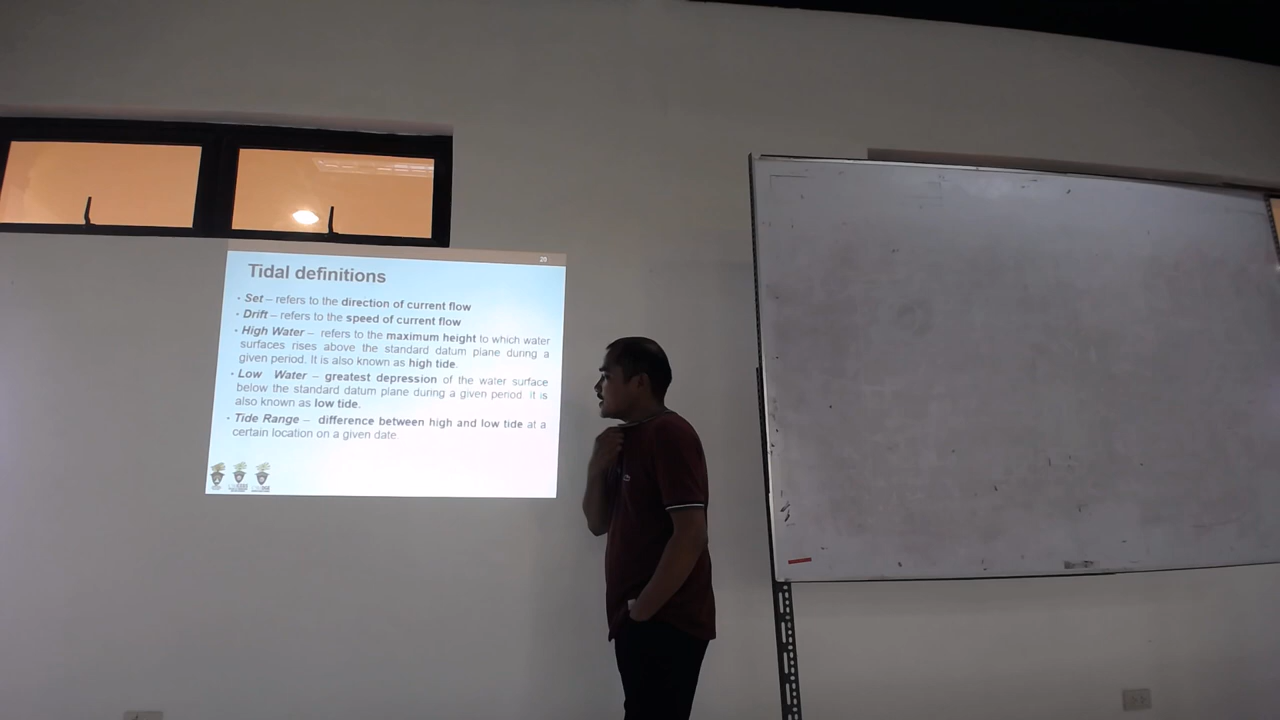 20
Tidal definitions
• Set – refers to the direction of current flow
• Drift – refers to the speed of current flow
• High Water – refers to the maximum height to which water
surfaces rises above the standard datum plane during a
given period. It is also known as high tide.
• Low Water – greatest depression of the water surface
below the standard datum plane during a given period. It is
also known as low tide.
• Tide Range – difference between high and low tide at a
certain location on a given date